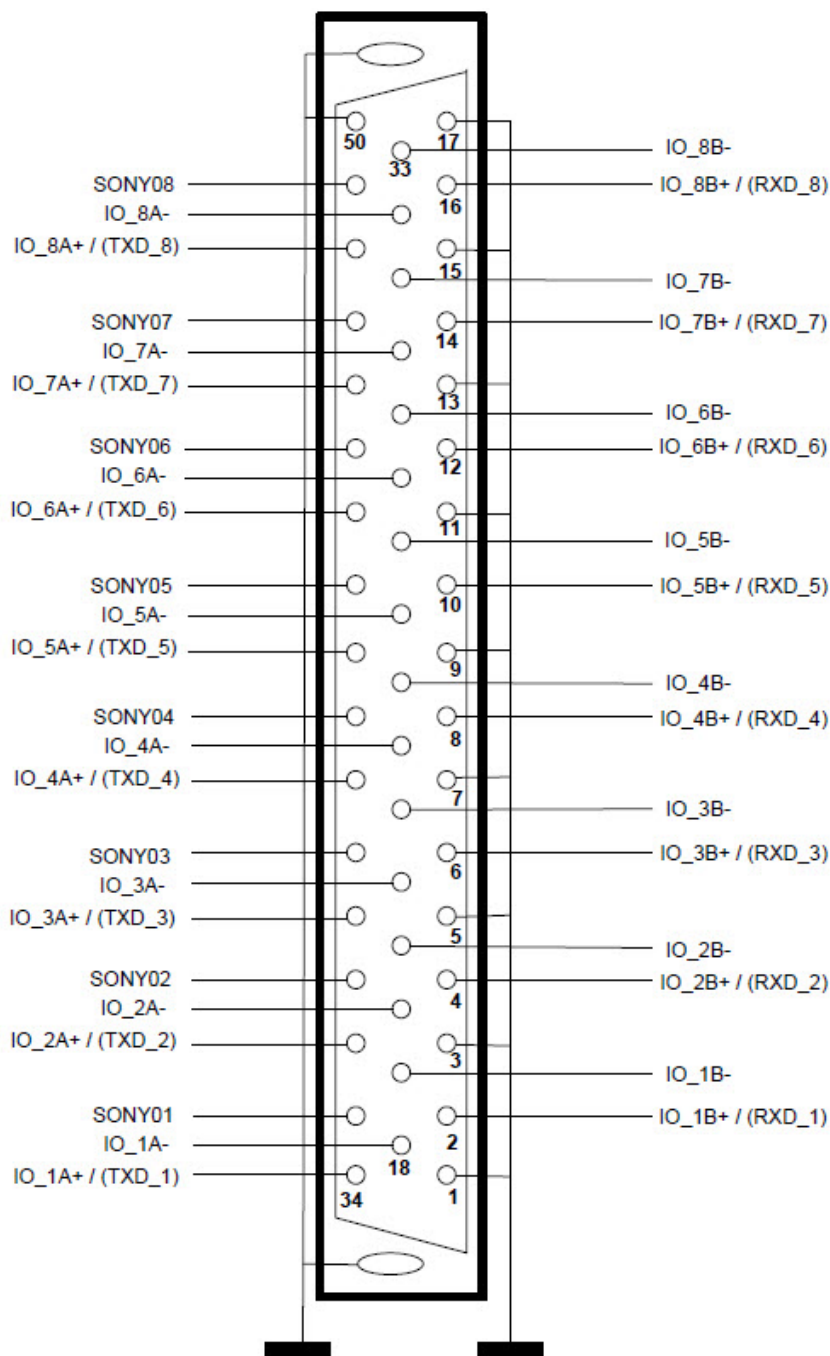 50
17
33
IO_8B-
SONY08
IO_8B+ / (RXD_8)
16
IO_8A-
IO_8A+ / (TXD_8)
15
IO_7B-
SONY07
IO_7B+ / (RXD_7)
14
IO_7A-
IO_7A+ / (TXD_7)
13
IO_6B-
SONY06
IO_6B+ / (RXD_6)
12
IO_6A-
IO_6A+ / (TXD_6)
11
IO_5B-
SONY05
IO_5B+ / (RXD_5)
10
IO_5A-
IO_5A+ / (TXD_5)
9
IO_4B-
SONY04
IO_4B+ / (RXD_4)
8
IO_4A-
IO_4A+ / (TXD_4)
7
IO_3B-
SONY03
IO_3B+ / (RXD_3)
6
IO_3A-
IO_3A+ / (TXD_3)
5
IO_2B-
SONY02
IO_2B+ / (RXD_2)
4
IO_2A-
IO_2A+ / (TXD_2)
3
IO_1B-
SONY01
IO_1B+ / (RXD_1)
2
IO_1A-
18
IO_1A+ / (TXD_1)
34
1